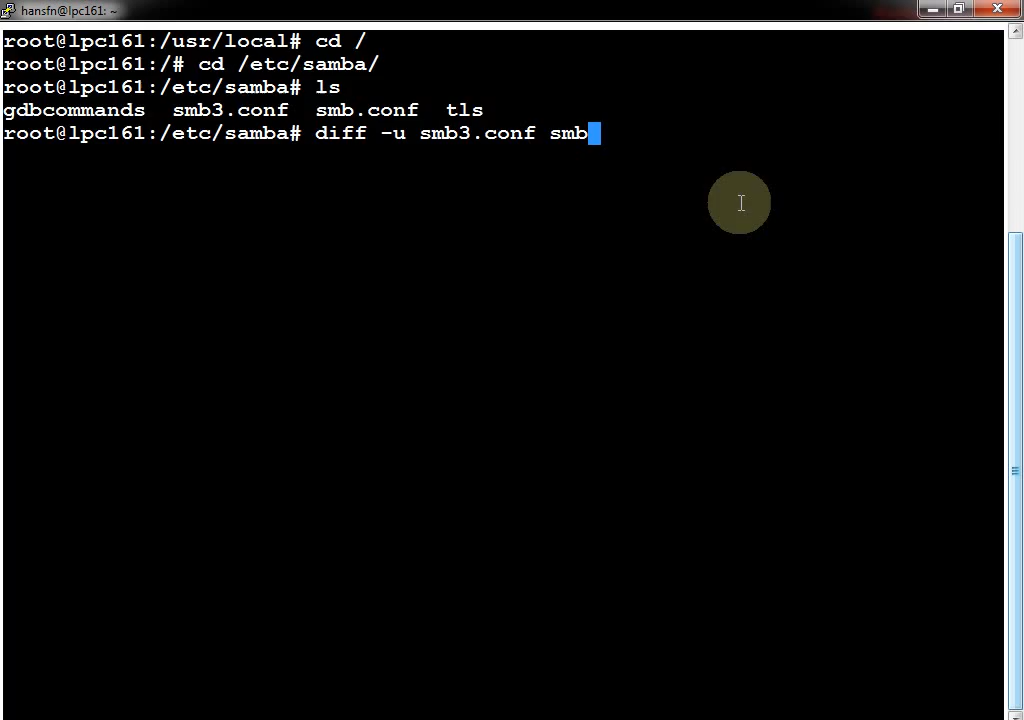 hansfn@lpc161: ~
root@lpc161:/usr/local# cd /
root@lpc161:/# cd /etc/samba/
root@lpc161:/etc/samba# ls
gdbcommands  smb3.conf  smb.conf  tls
root@lpc161:/etc/samba# diff -u smb3.conf smb